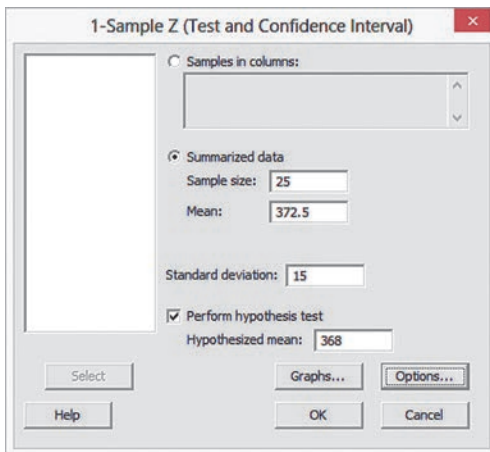 1-Sample Z (Test and Confidence Interval)
Samples in columns:
Summarized data
Sample size: 25
Mean: 372.5
Standard deviation: 15
Perform hypothesis test
Hypothesized mean: 368
Select
Graphs...
Options...
Help
OK
Cancel